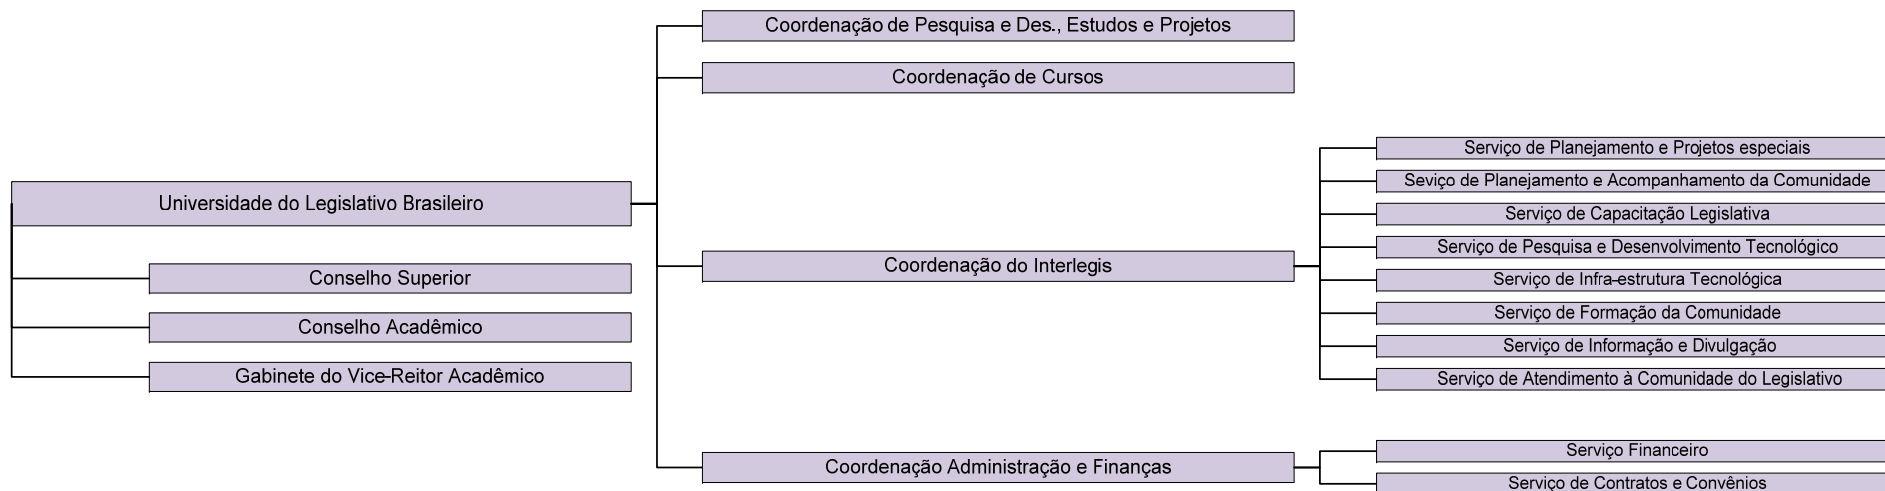 Coordenação de Pesquisa e Des., Estudos e Projetos
Coordenação de Cursos
Serviço de Planejamento e Projetos especiais
Seviço de Planejamento e Acompanhamento da Comunidade
Universidade do Legislativo Brasileiro
Serviço de Capacitação Legislativa
Serviço de Pesquisa e Desenvolvimento Tecnológico
Coordenação do Interlegis
Conselho Superior
Serviço de Infra-estrutura Tecnológica
Serviço de Formação da Comunidade
Conselho Acadêmico
Serviço de Informação e Divulgação
Gabinete do Vice-Reitor Acadêmico
Serviço de Atendimento à Comunidade do Legislativo
Serviço Financeiro
Coordenação Administração e Finanças
Serviço de Contratos e Convênios